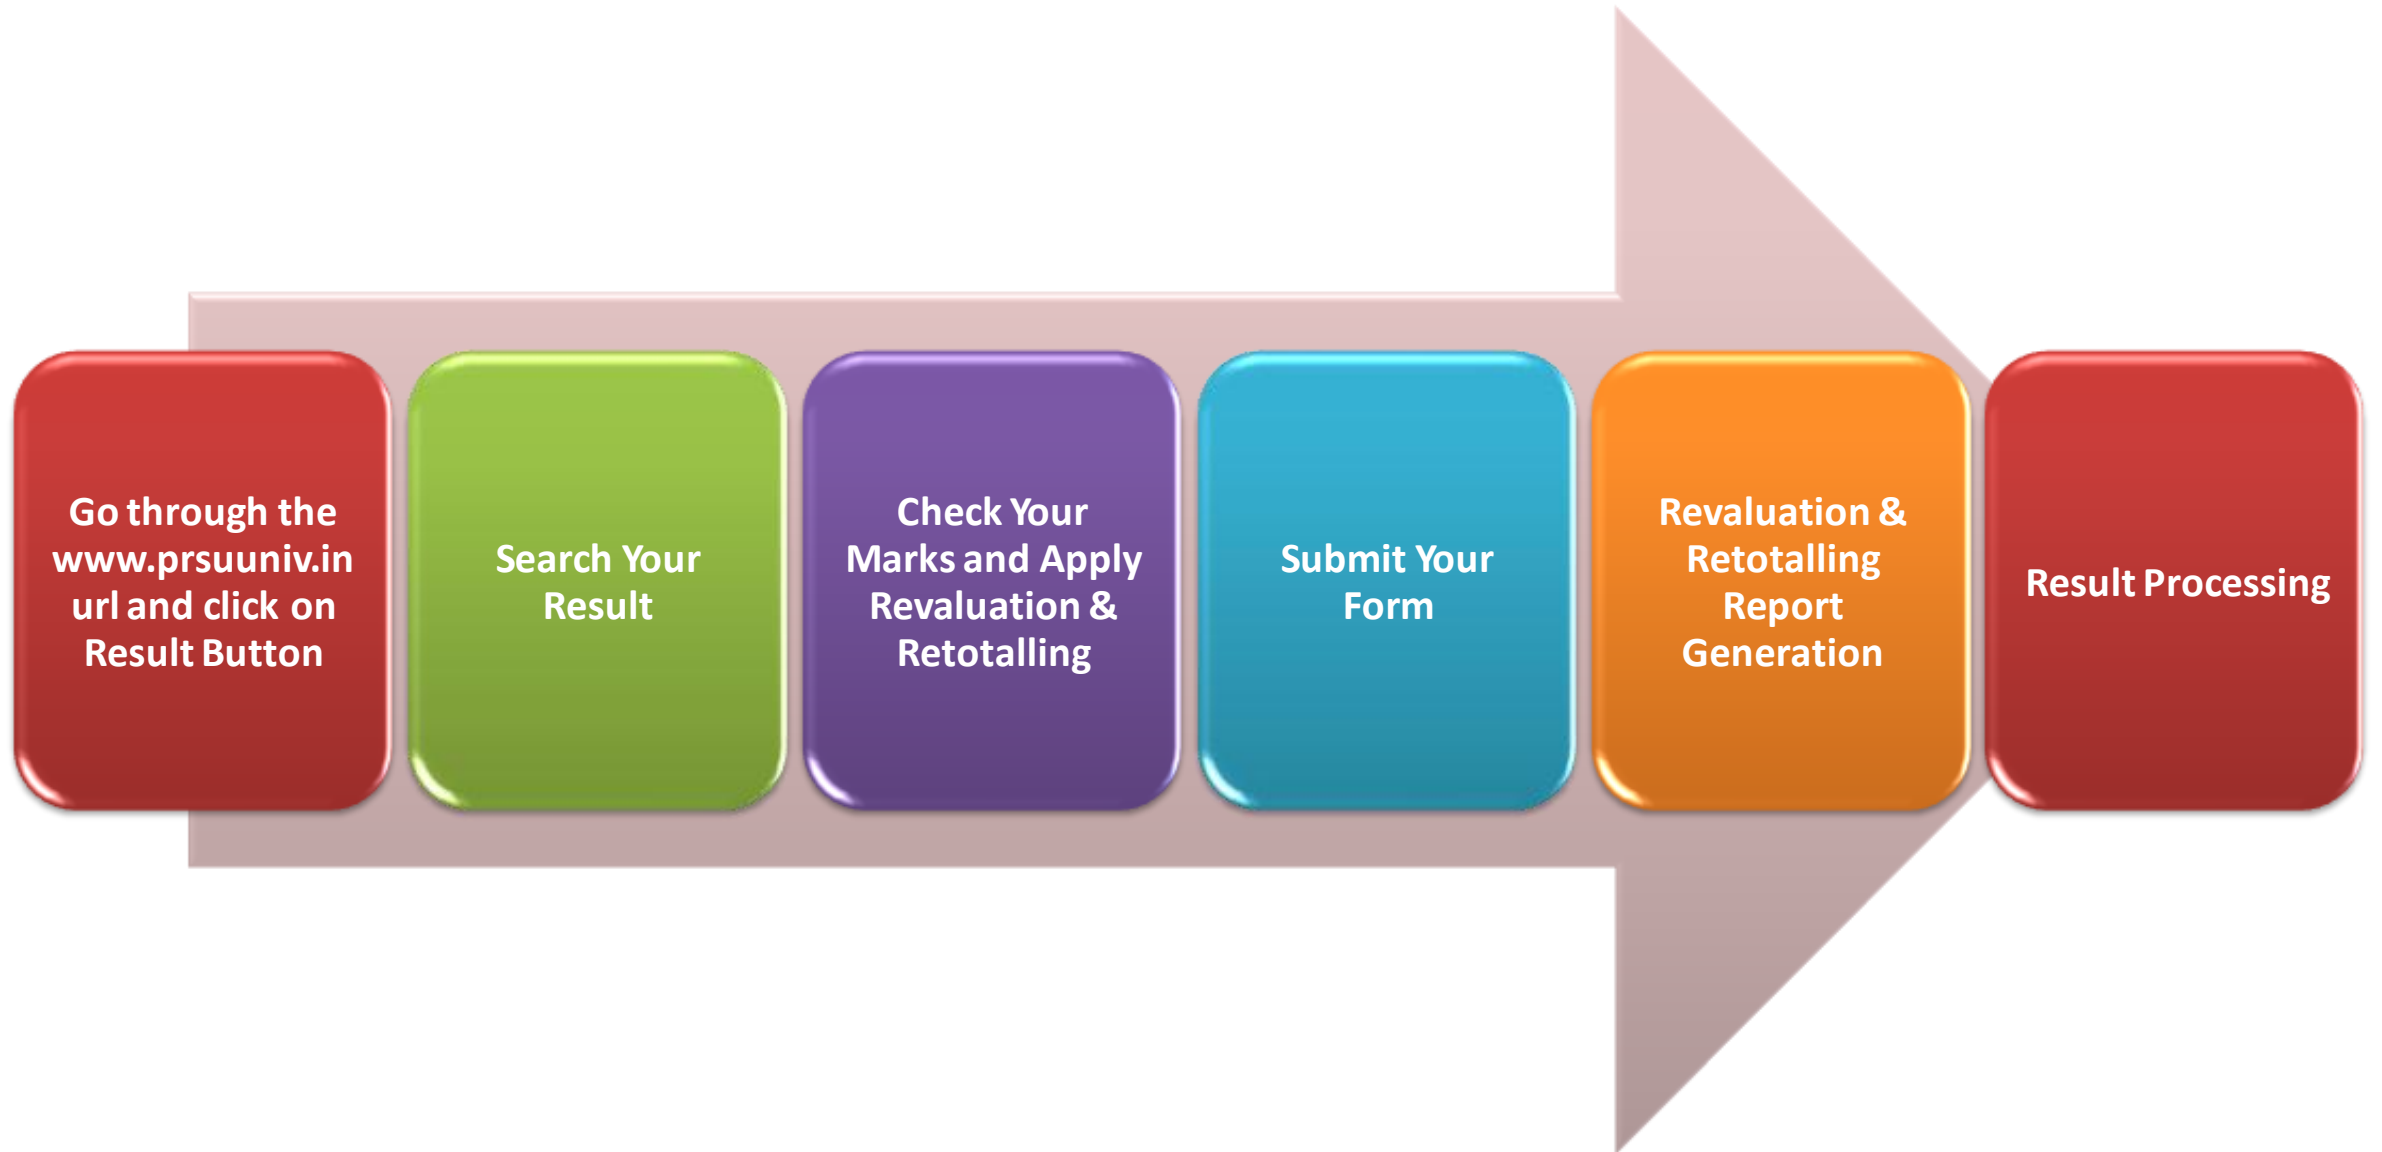 Go through the
www.prsuuniv.in
url and click on
Result Button
Search Your
Result
Check Your
Marks and Apply
Revaluation &
Retotalling
Submit Your
Form
Revaluation &
Retotalling
Report
Generation
Result Processing